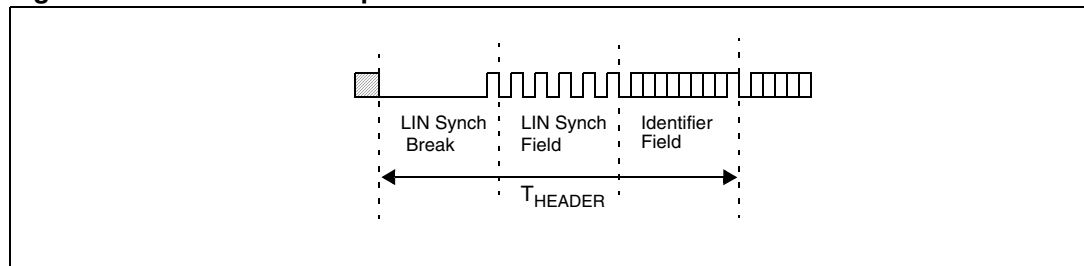 LIN Synch
Break
LIN Synch
Field
Identifier
Field
THEADER